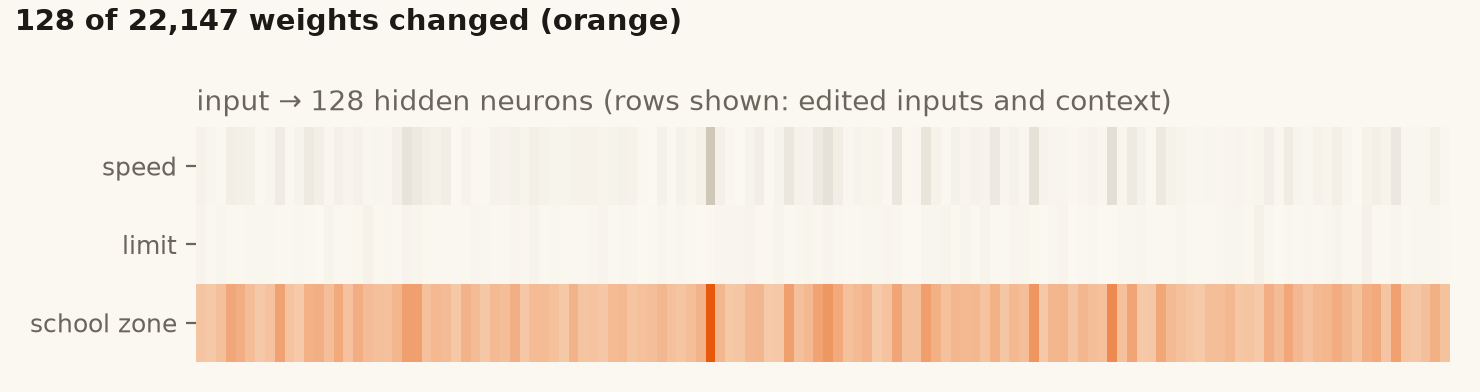 128 of 22,147 weights changed (orange)
input → 128 hidden neurons (rows shown: edited inputs and context)
speed
limit
school zone